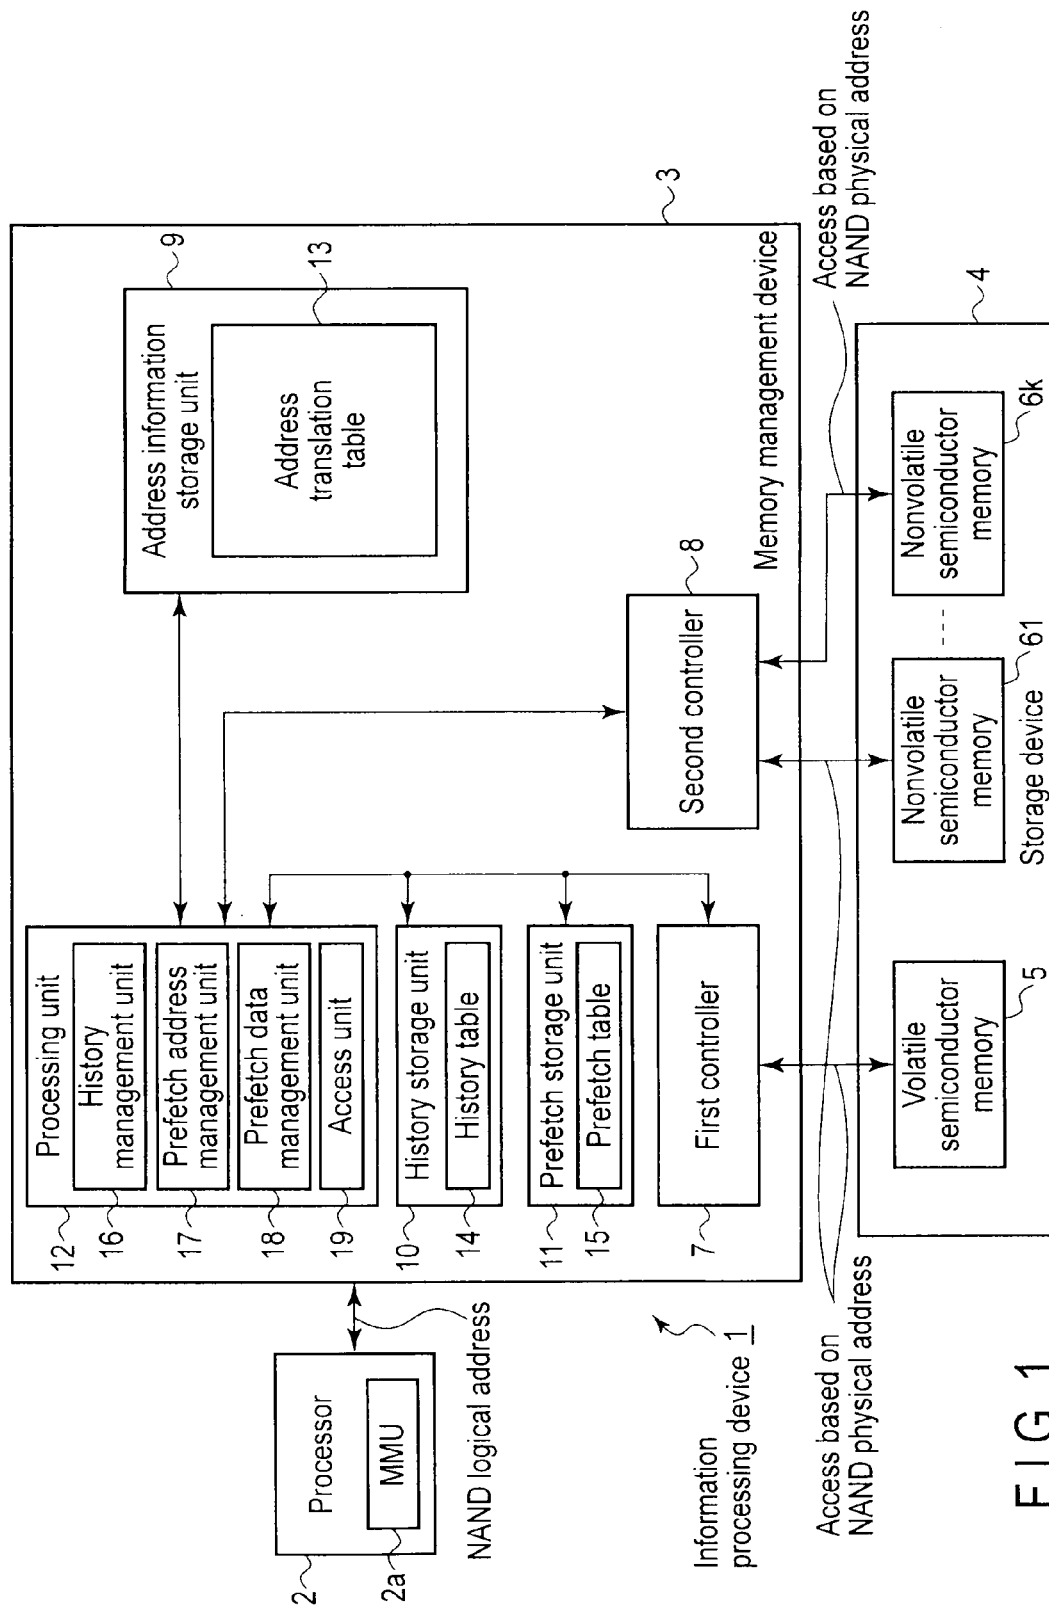 Processor
MMU
2
2a
NAND logical address
Information
processing device 1
Processing unit
History
management unit
Prefetch address
management unit
Prefetch data
management unit
Access unit
12
16
17
18
19
History storage unit
History table
10
14
Prefetch storage unit
Prefetch table
11
15
First controller
7
Address information
storage unit
9
Address
translation
table
13
Second controller
8
Memory management device
3
Access based on
NAND physical address
Access based on
NAND physical address
Volatile
semiconductor
memory
5
Nonvolatile
semiconductor
memory
61
Nonvolatile
semiconductor
memory
6k
Storage device
4
FIG. 1